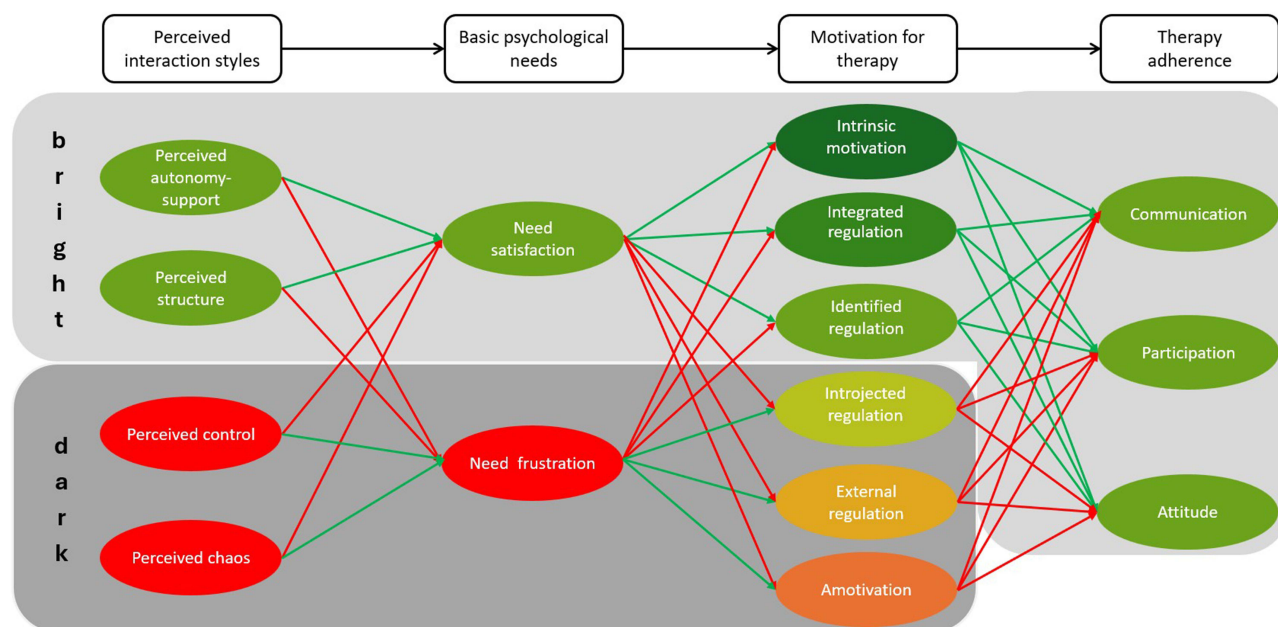 Perceived
interaction styles
Basic psychological
needs
Motivation for
therapy
Therapy
adherence
b
r
i
g
h
t
Perceived
autonomy-
support
Perceived
structure
Need
satisfaction
Intrinsic
motivation
Integrated
regulation
Identified
regulation
Communication
Participation
d
a
r
k
Perceived control
Perceived chaos
Need frustration
Introjected
regulation
External
regulation
Amotivation
Attitude